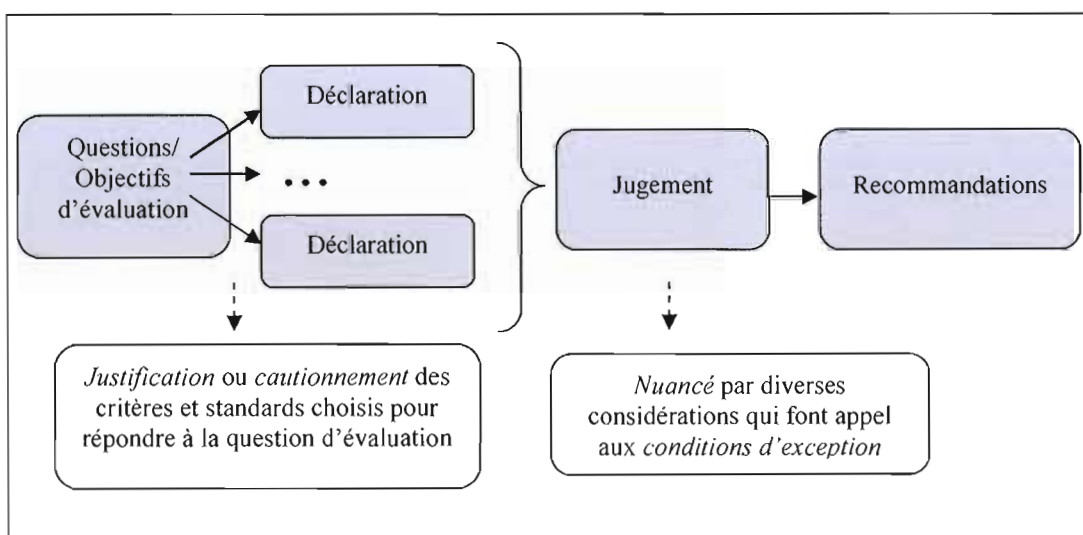 Déclaration
Questions/
Objectifs
d'évaluation
...
Déclaration
Jugement
Recommandations
Justification ou cautionnement des
critères et standards choisis pour
répondre à la question d'évaluation
Nuancé par diverses
considérations qui font appel
aux conditions d'exception